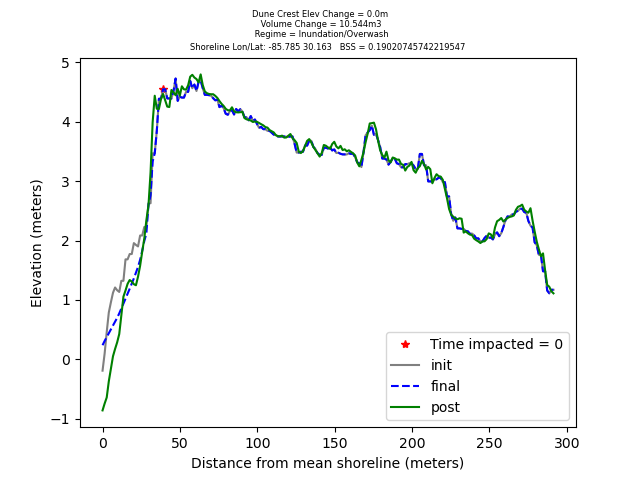 Dune Crest Elev Change = 0.0m
Volume Change = 10.544m3
Regime = Inundation/Overwash
Shoreline Lon/Lat: -85.785 30.163 BSS = 0.19020745742219547
5
4
3
2
1
0
−1
Elevation (meters)
Time impacted = 0
init
final
post
0 50 100 150 200 250 300
Distance from mean shoreline (meters)